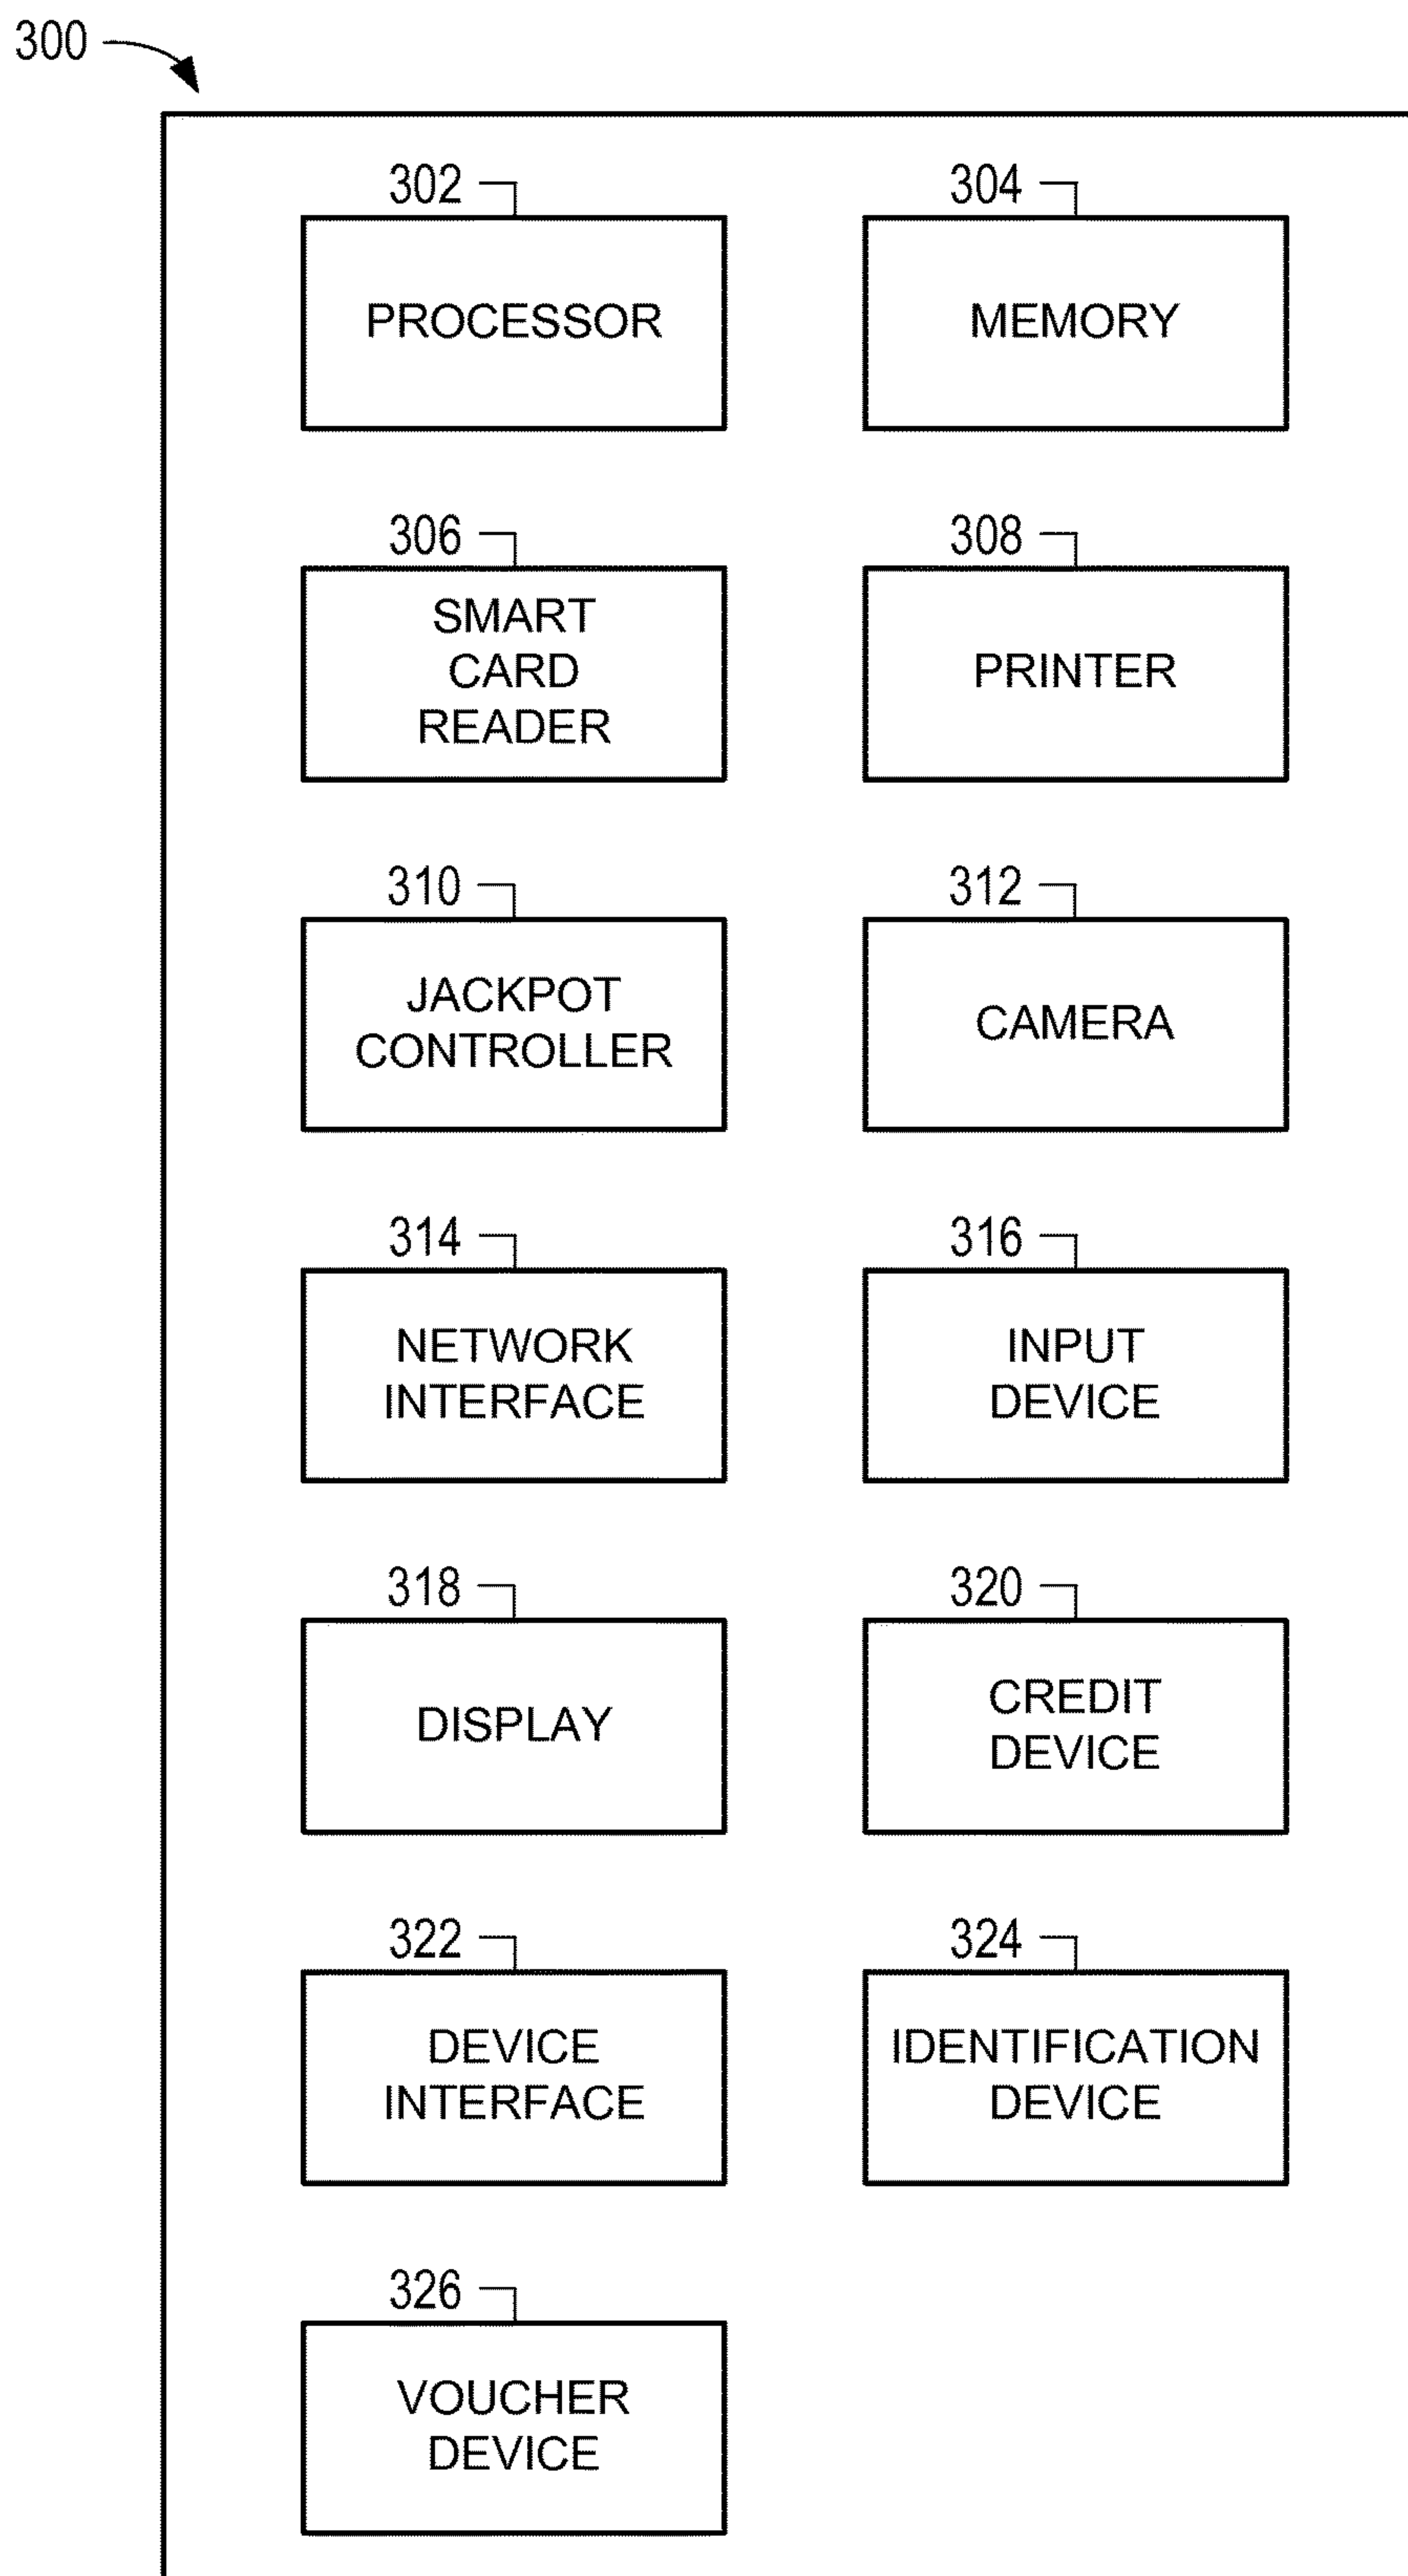 300
302
PROCESSOR
304
MEMORY
306
SMART
CARD
READER
308
PRINTER
310
JACKPOT
CONTROLLER
312
CAMERA
314
NETWORK
INTERFACE
316
INPUT
DEVICE
318
DISPLAY
320
CREDIT
DEVICE
322
DEVICE
INTERFACE
324
IDENTIFICATION
DEVICE
326
VOUCHER
DEVICE